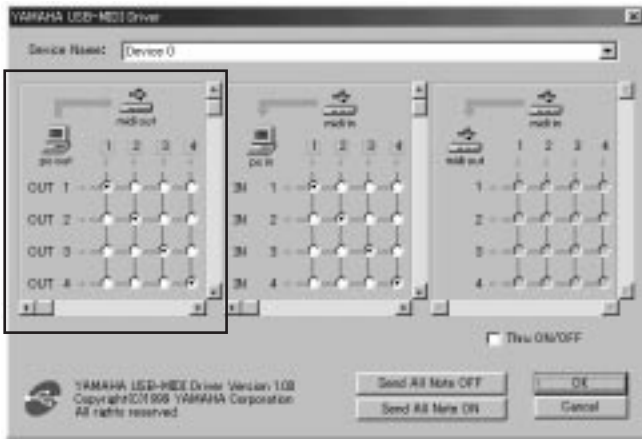 YAMAHA USB-MIDI Driver
Device Name: Device 0
midi out
pc out
1 2 3 4
OUT 1
OUT 2
OUT 3
OUT 4
midi in
pc in
1 2 3 4
IN 1
IN 2
IN 3
IN 4
midi in
midi out
1 2 3 4
1
2
3
4
Thru ON/OFF
YAMAHA USB-MIDI Driver Version 1.00
Copyright(C)1999 YAMAHA Corporation
All rights reserved
Send All Note OFF
Send All Note ON
OK
Cancel